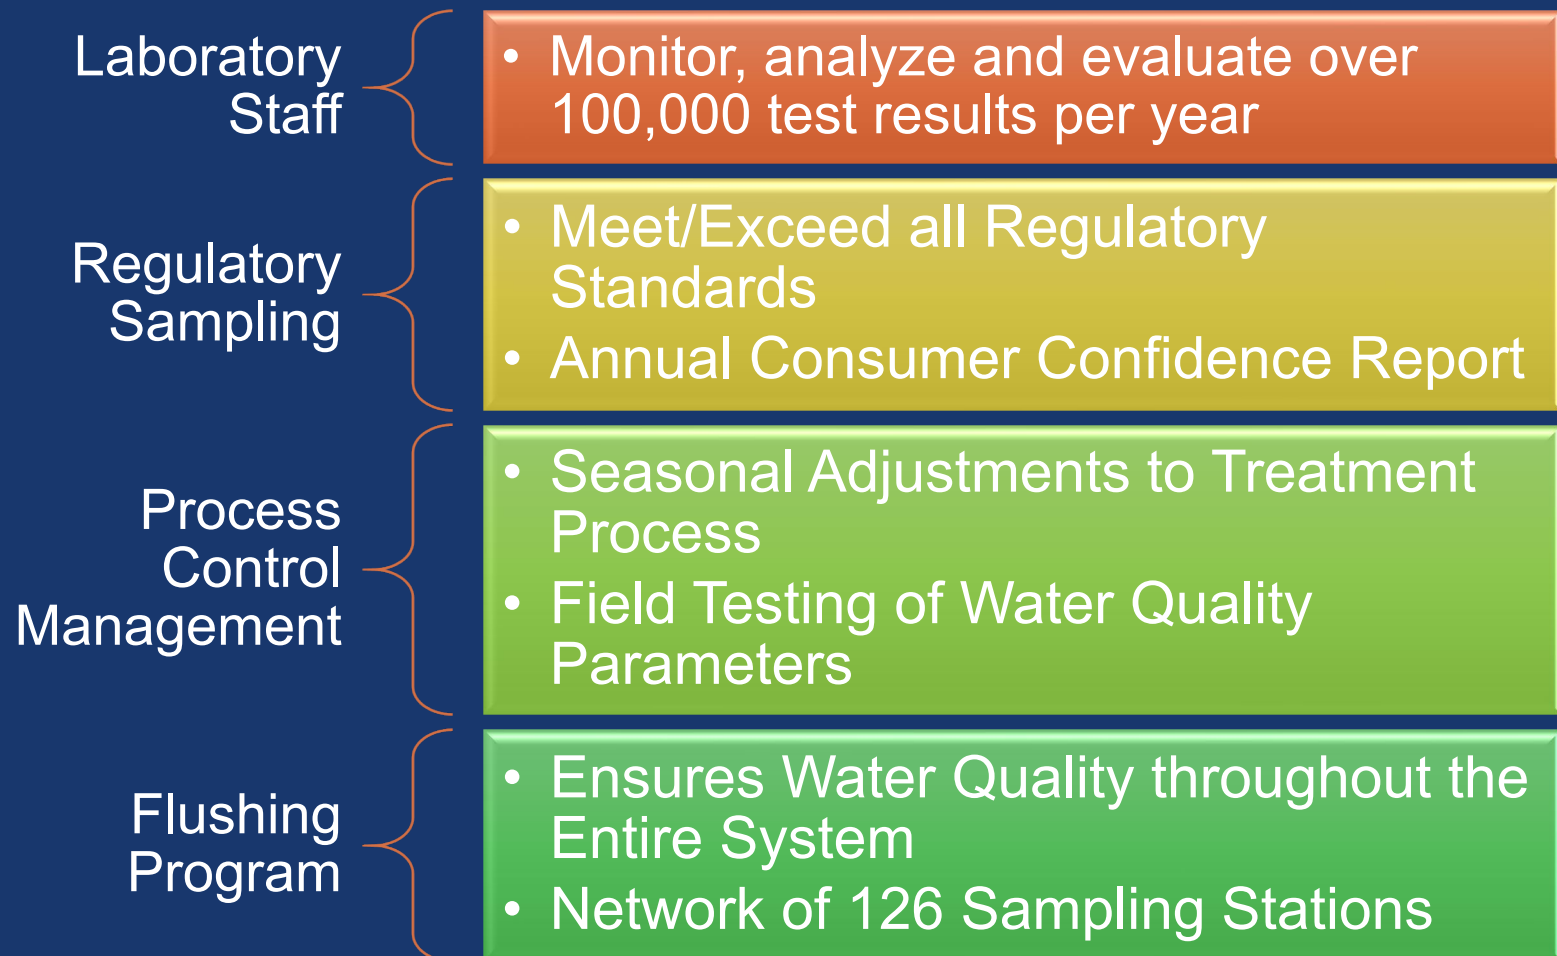 Laboratory
Staff
• Monitor, analyze and evaluate over
100,000 test results per year
Regulatory
Sampling
• Meet/Exceed all Regulatory
Standards
• Annual Consumer Confidence Report
Process
Control
Management
• Seasonal Adjustments to Treatment
Process
• Field Testing of Water Quality
Parameters
Flushing
Program
• Ensures Water Quality throughout the
Entire System
• Network of 126 Sampling Stations